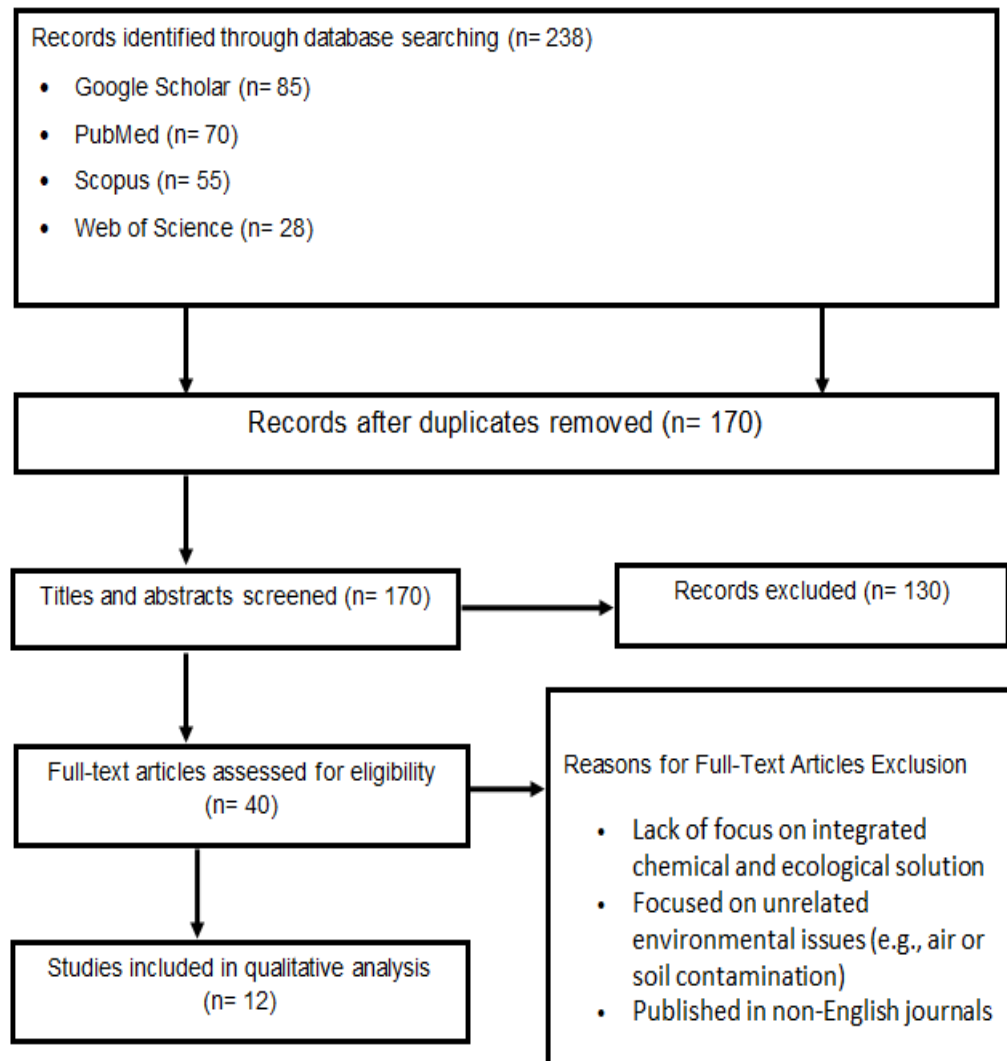 Records identified through database searching (n= 238)
• Google Scholar (n= 85)
• PubMed (n= 70)
• Scopus (n= 55)
• Web of Science (n= 28)
Records after duplicates removed (n= 170)
Titles and abstracts screened (n= 170)
Records excluded (n= 130)
Full-text articles assessed for eligibility
(n= 40)
Reasons for Full-Text Articles Exclusion
• Lack of focus on integrated
chemical and ecological solution
• Focused on unrelated
environmental issues (e.g., air or
soil contamination)
• Published in non-English journals
Studies included in qualitative analysis
(n= 12)